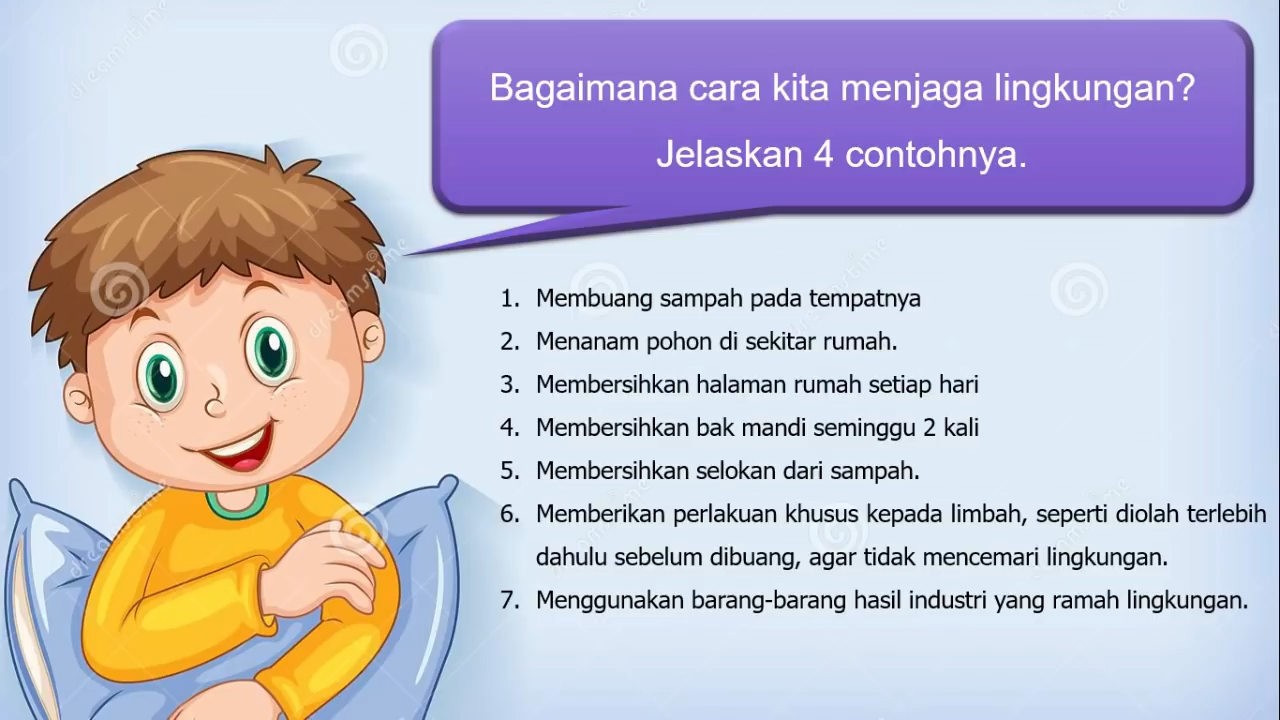 Bagaimana cara kita menjaga lingkungan?
Jelaskan 4 contohnya.
1. Membuang sampah pada tempatnya
2. Menanam pohon di sekitar rumah.
3. Membersihkan halaman rumah setiap hari
4. Membersihkan bak mandi seminggu 2 kali
5. Membersihkan selokan dari sampah.
6. Memberikan perlakuan khusus kepada limbah, seperti diolah terlebih
dahulu sebelum dibuang, agar tidak mencemari lingkungan.
7. Menggunakan barang-barang hasil industri yang ramah lingkungan.
dreamstime
dreamstime
dreamstime